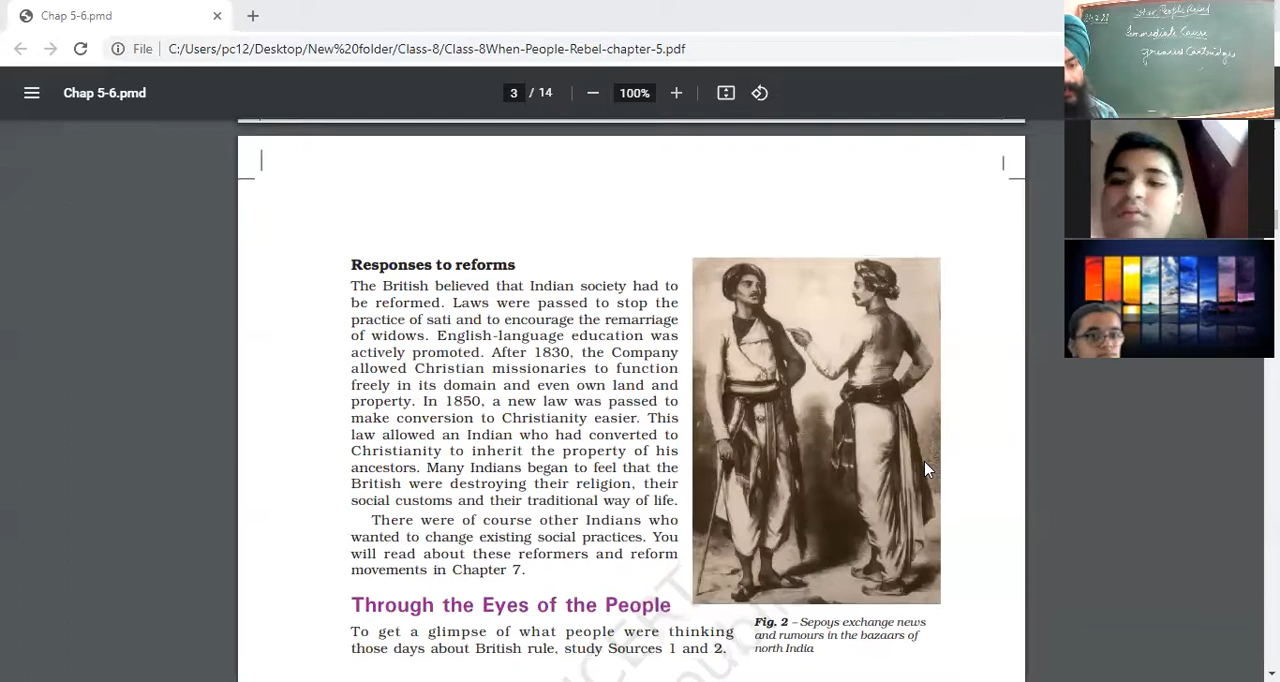 Chap 5-6.pmd
File
C:/Users/pc12/Desktop/New%20folder/Class-8/Class-8When-People-Rebel-chapter-5.pdf
Chap 5-6.pmd
3 / 14
100%
Responses to reforms
The British believed that Indian society had to
be reformed. Laws were passed to stop the
practice of sati and to encourage the remarriage
of widows. English-language education was
actively promoted. After 1830, the Company
allowed Christian missionaries to function
freely in its domain and even own land and
property. In 1850, a new law was passed to
make conversion to Christianity easier. This
law allowed an Indian who had converted to
Christianity to inherit the property of his
ancestors. Many Indians began to feel that the
British were destroying their religion, their
social customs and their traditional way of life.
There were of course other Indians who
wanted to change existing social practices. You
will read about these reformers and reform
movements in Chapter 7.
Through the Eyes of the People
To get a glimpse of what people were thinking
those days about British rule, study Sources 1 and 2.
Fig. 2 – Sepoys exchange news
and rumours in the bazaars of
north India
People Rebel
Immediate Cause
greased Cartridges